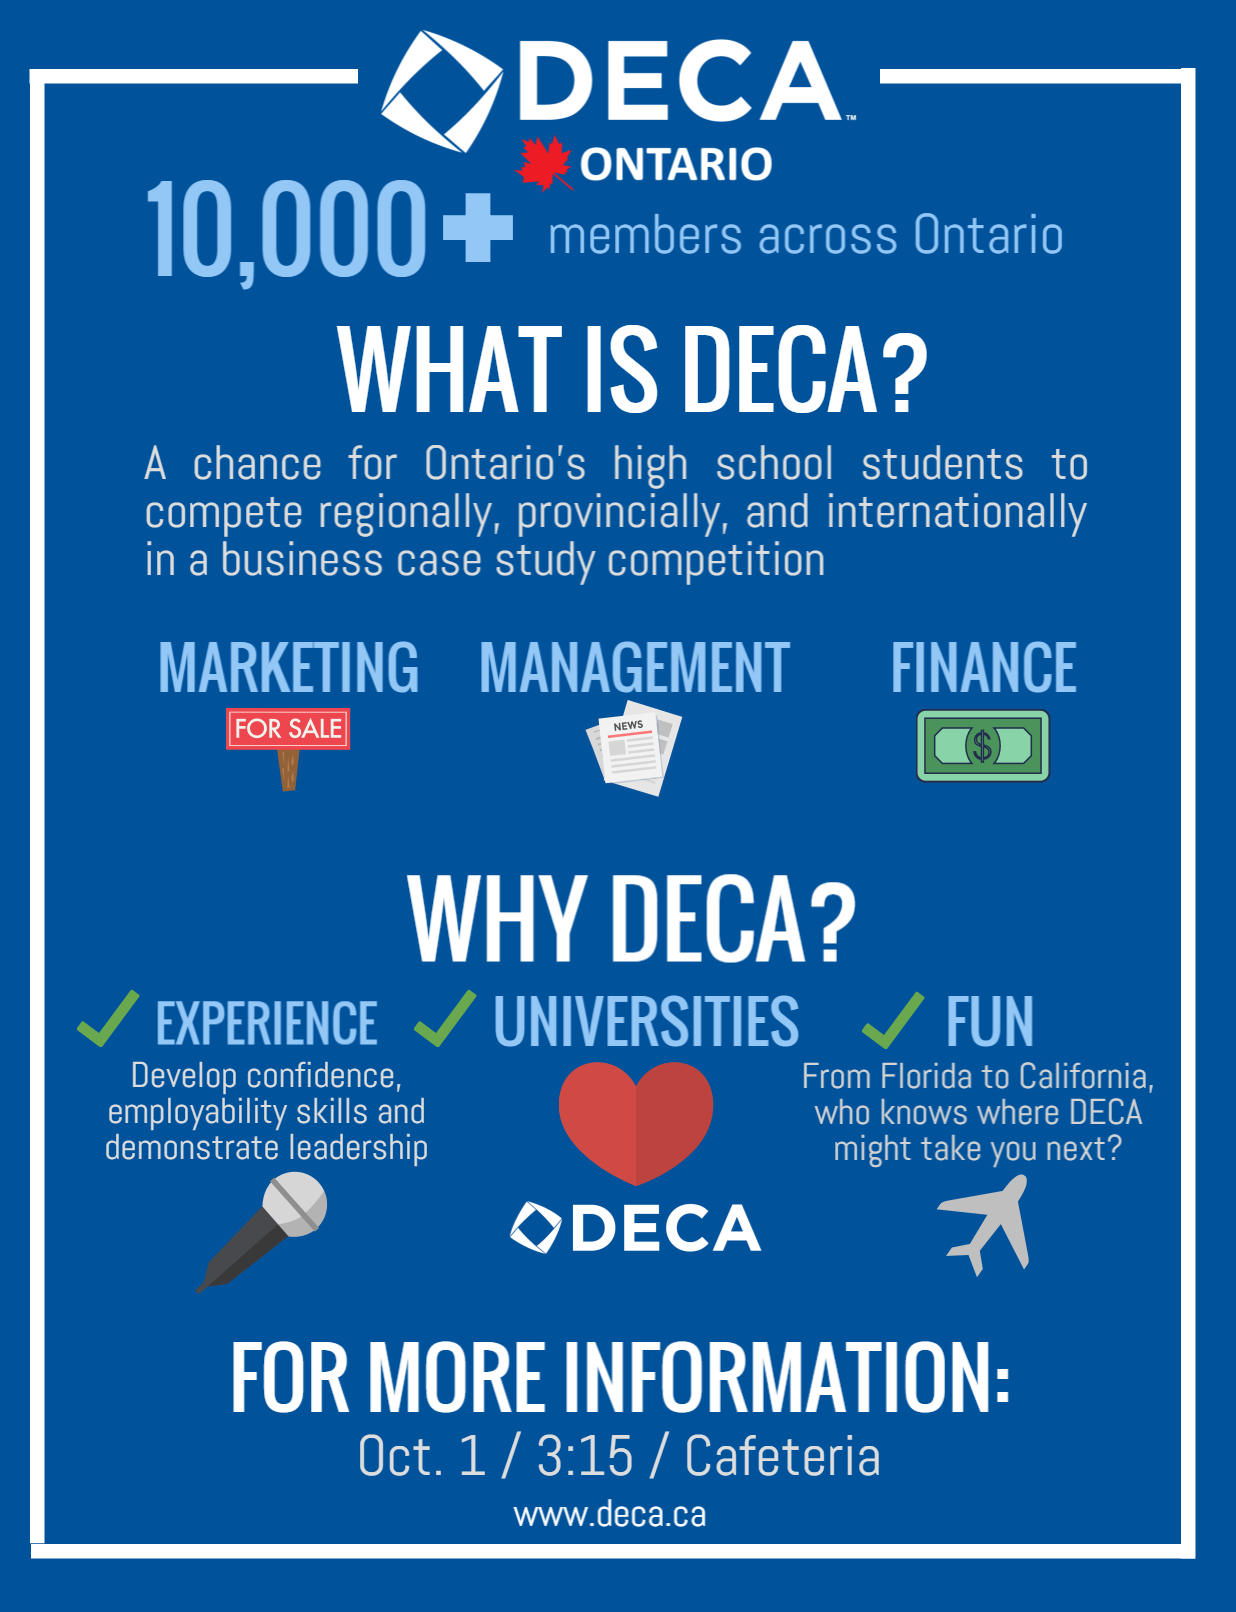 DECA™
ONTARIO
10,000+ members across Ontario
WHAT IS DECA?
A chance for Ontario's high school students to
compete regionally, provincially, and internationally
in a business case study competition
MARKETING MANAGEMENT FINANCE
FOR SALE
NEWS
$
WHY DECA?
EXPERIENCE
Develop confidence,
employability skills and
demonstrate leadership
UNIVERSITIES
DECA
FUN
From Florida to California,
who knows where DECA
might take you next?
FOR MORE INFORMATION:
Oct. 1 / 3:15 / Cafeteria
www.deca.ca